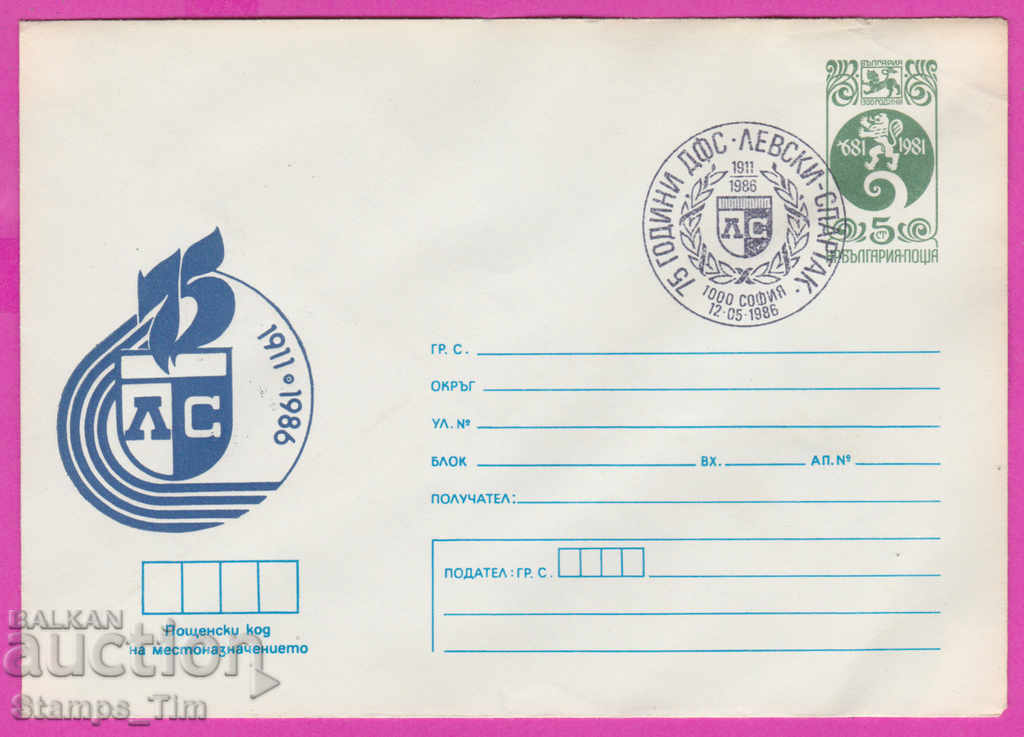 БЪЛГАРИЯ
1300 ГОДИНИ
681 1981
5 СТ
НРБЪЛГАРИЯ·ПОЩА
75 ГОДИНИ ДФС·ЛЕВСКИ-СПАРТАК·
1911
1986
ЛС
1000 СОФИЯ
12·05·1986
75
ЛС
1911 · 1986
ГР. С.
ОКРЪГ
УЛ. №
БЛОК ВХ. АП. №
ПОЛУЧАТЕЛ:
ПОДАТЕЛ: ГР. С.
Пощенски код
на местоназначението
BALKAN
auction
Stamps_Tim